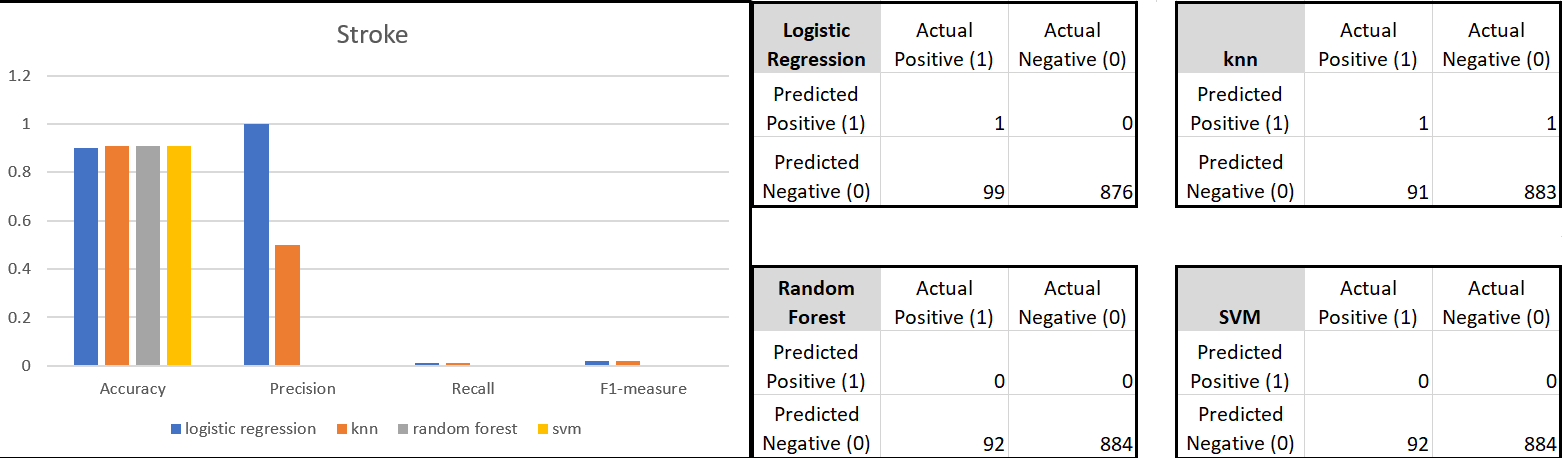 Stroke
1.2
1
0.8
0.6
0.4
0.2
0
Accuracy Precision Recall F1-measure
logistic regression knn random forest svm
Logistic Regression Actual Positive (1) Actual Negative (0)
Predicted Positive (1) 1 0
Predicted Negative (0) 99 876
knn Actual Positive (1) Actual Negative (0)
Predicted Positive (1) 1 1
Predicted Negative (0) 91 883
Random Forest Actual Positive (1) Actual Negative (0)
Predicted Positive (1) 0 0
Predicted Negative (0) 92 884
SVM Actual Positive (1) Actual Negative (0)
Predicted Positive (1) 0 0
Predicted Negative (0) 92 884